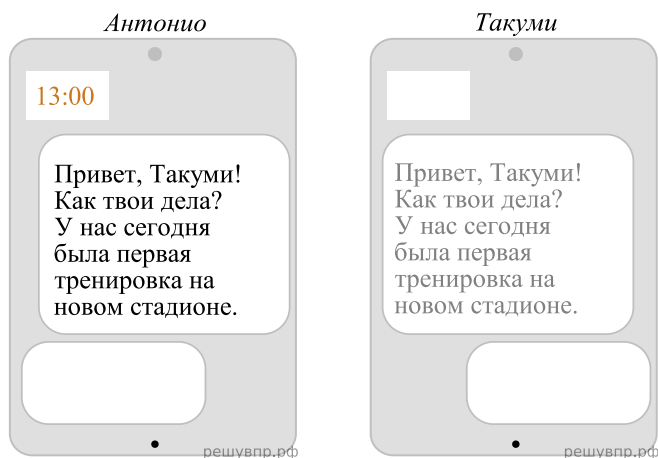 Антонио
13:00
Привет, Такуми!
Как твои дела?
У нас сегодня
была первая
тренировка на
новом стадионе.
решувпр.рф
Такуми
Привет, Такуми!
Как твои дела?
У нас сегодня
была первая
тренировка на
новом стадионе.
решувпр.рф